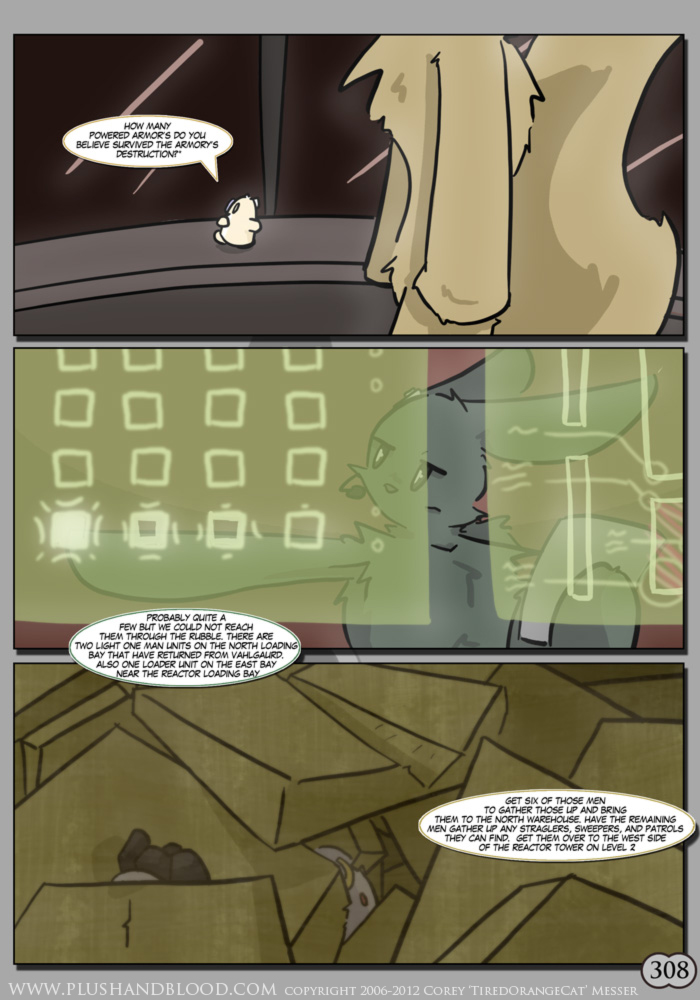 HOW MANY
POWERED ARMOR'S DO YOU
BELIEVE SURVIVED THE ARMORY'S
DESTRUCTION?"
PROBABLY QUITE A
FEW BUT WE COULD NOT REACH
THEM THROUGH THE RUBBLE. THERE ARE
TWO LIGHT ONE MAN UNITS ON THE NORTH LOADING
BAY THAT HAVE RETURNED FROM VAHLGAURD.
ALSO ONE LOADER UNIT ON THE EAST BAY
NEAR THE REACTOR LOADING BAY
GET SIX OF THOSE MEN
TO GATHER THOSE UP AND BRING
THEM TO THE NORTH WAREHOUSE. HAVE THE REMAINING
MEN GATHER UP ANY STRAGLERS, SWEEPERS, AND PATROLS
THEY CAN FIND. GET THEM OVER TO THE WEST SIDE
OF THE REACTOR TOWER ON LEVEL 2
308
WWW.PLUSHANDBLOOD.COM COPYRIGHT 2006-2012 COREY 'TIREDORANGECAT' MESSER